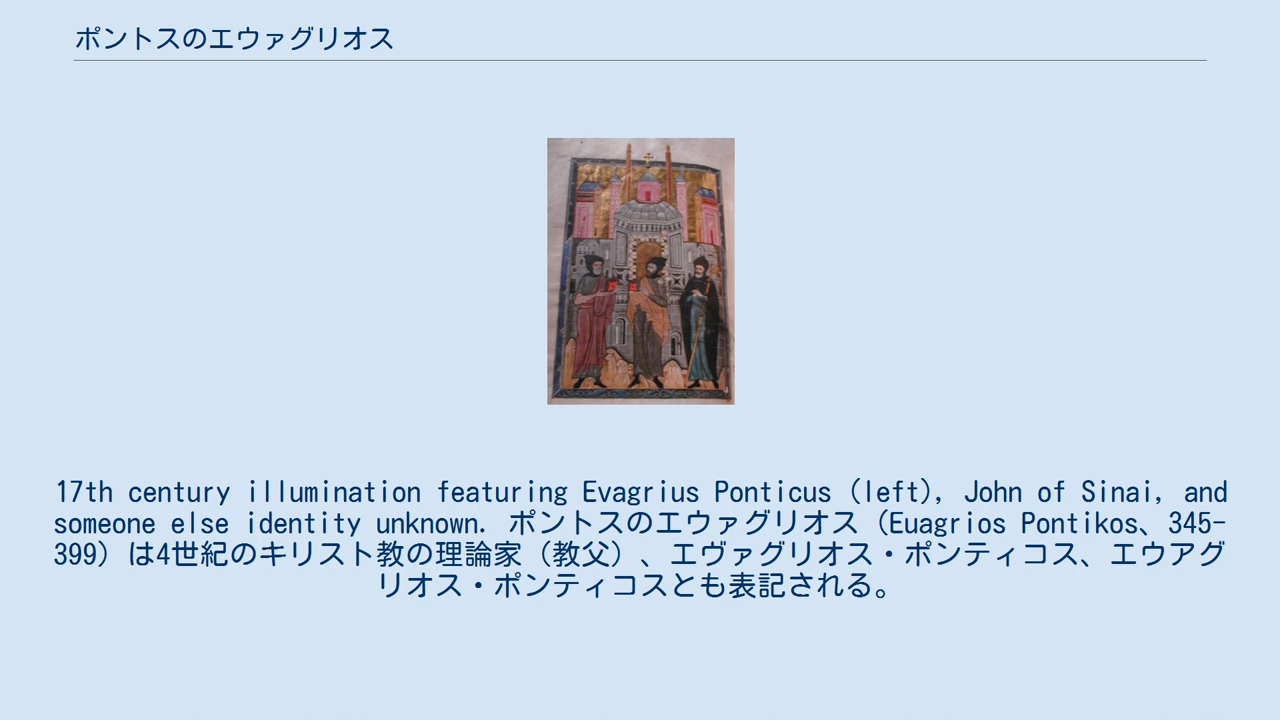 ポントスのエウァグリオス
17th century illumination featuring Evagrius Ponticus (left), John of Sinai, and
someone else identity unknown. ポントスのエウァグリオス（Euagrios Pontikos、345-
399）は4世紀のキリスト教の理論家（教父）、エヴァグリオス・ポンティコス、エウアグ
リオス・ポンティコスとも表記される。